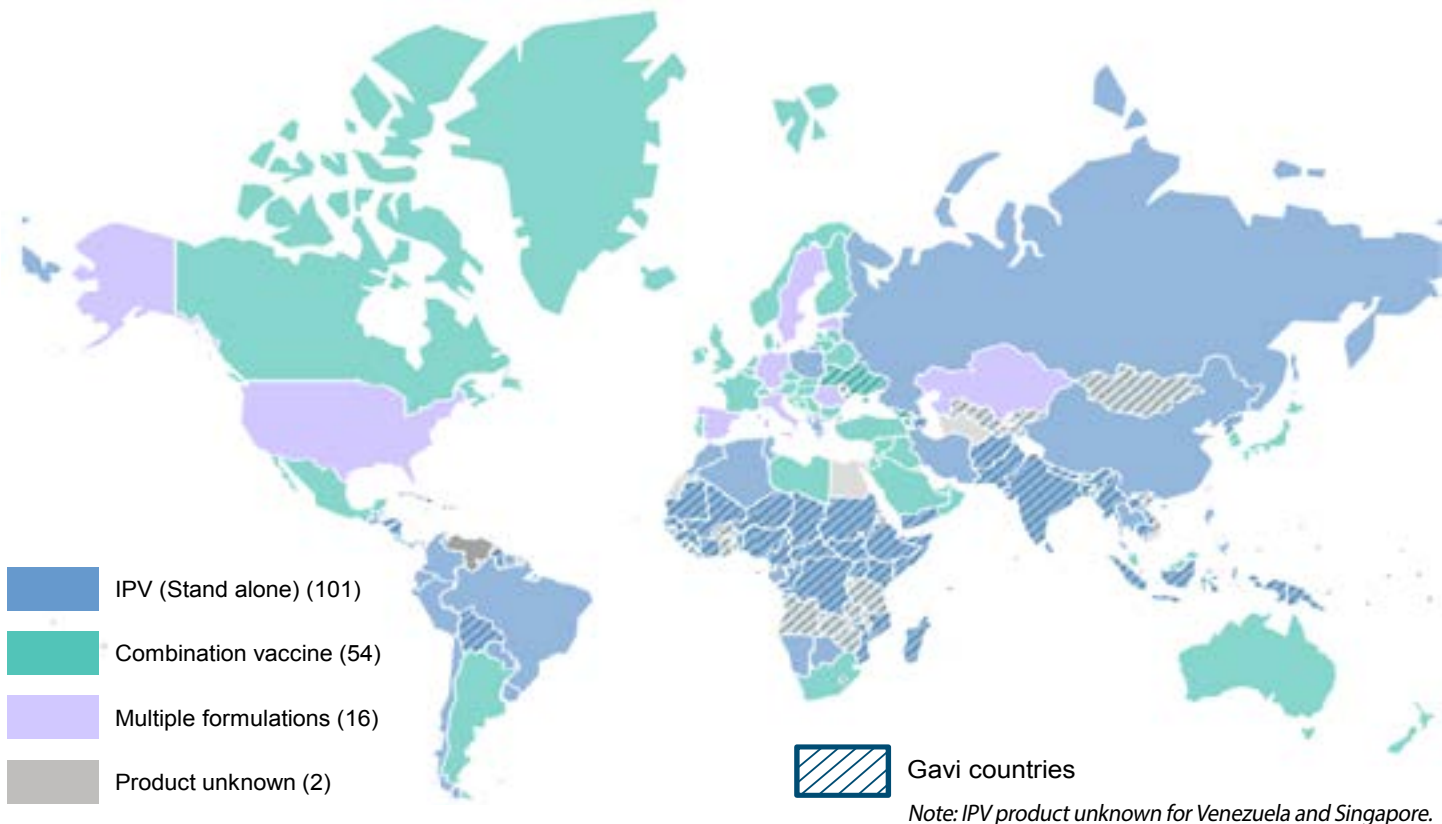 IPV (Stand alone) (101)
Combination vaccine (54)
Multiple formulations (16)
Product unknown (2)
Gavi countries
Note: IPV product unknown for Venezuela and Singapore.